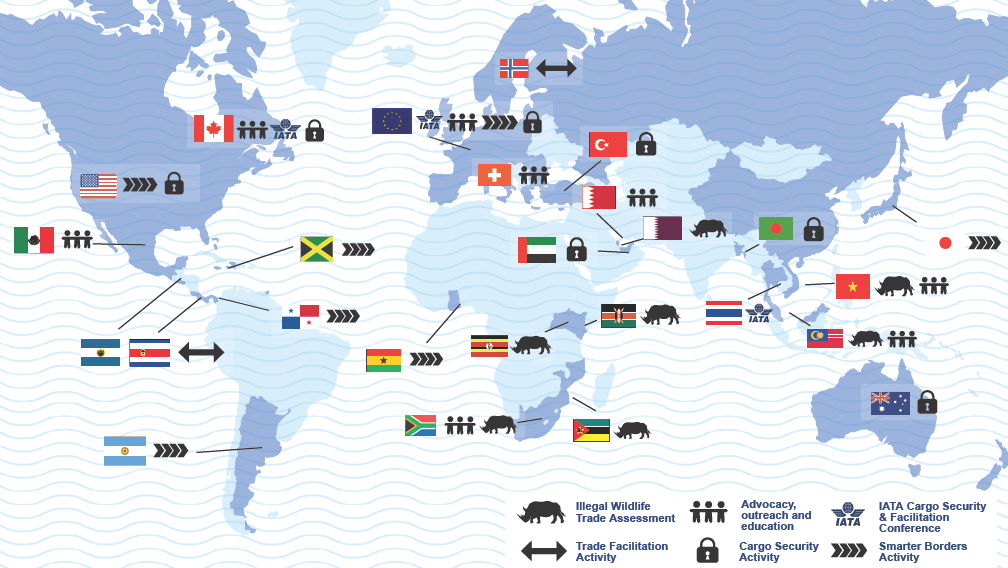 IATA
IATA
IATA
Illegal Wildlife
Trade Assessment
Advocacy,
outreach and
education
IATA
IATA Cargo Security
& Facilitation
Conference
Trade Facilitation
Activity
Cargo Security
Activity
Smarter Borders
Activity